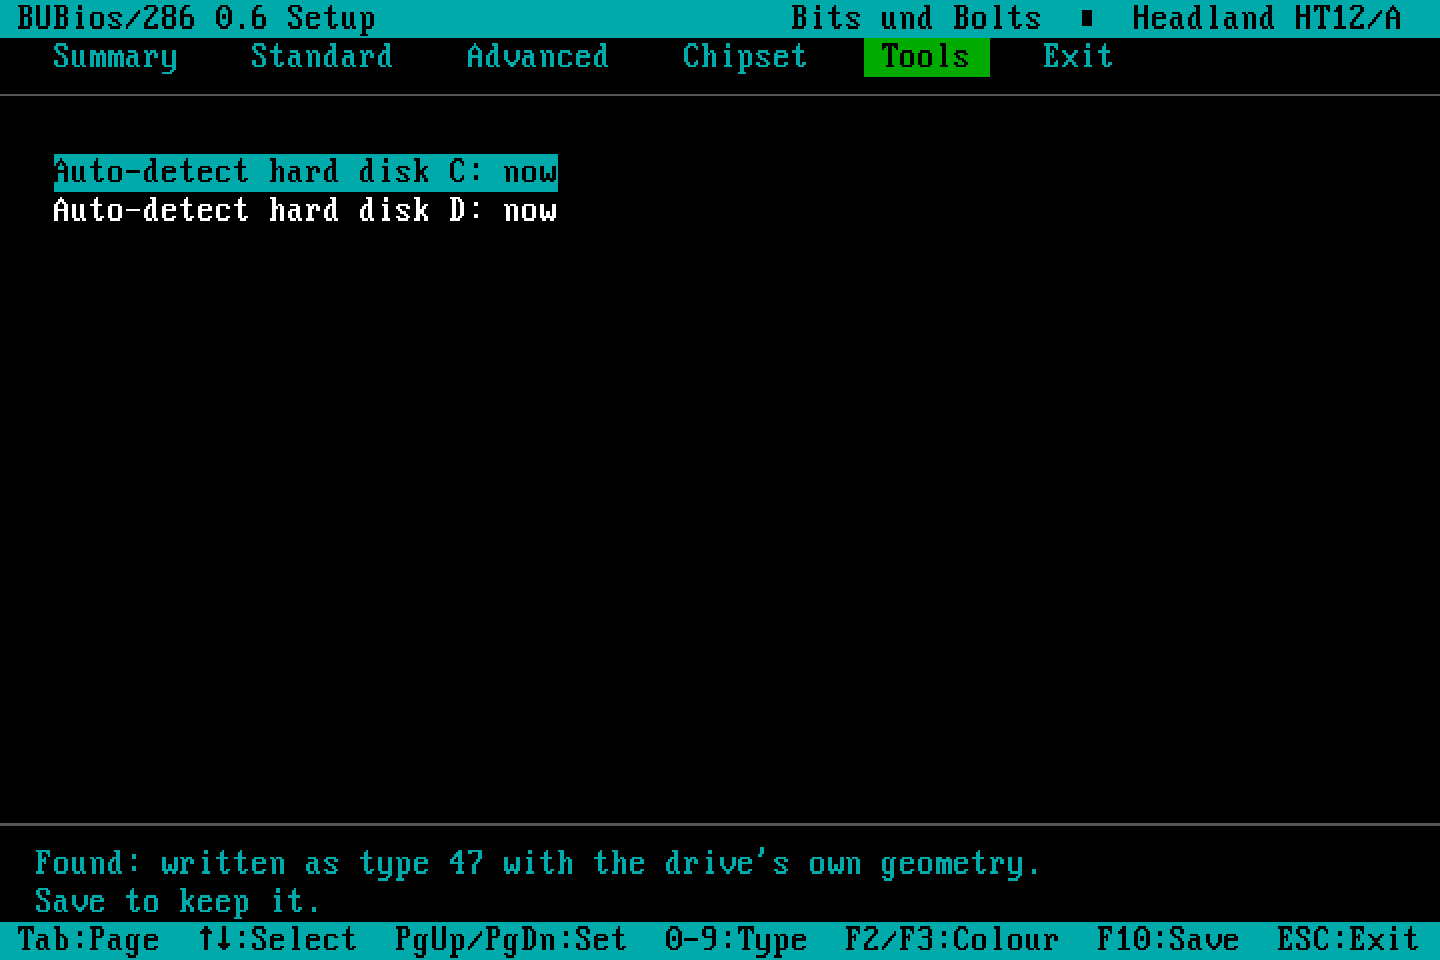 BUBios/286 0.6 Setup Bits und Bolts ▪ Headland HT12/A
Summary Standard Advanced Chipset Tools Exit
Auto-detect hard disk C: now
Auto-detect hard disk D: now
Found: written as type 47 with the drive's own geometry.
Save to keep it.
Tab:Page ↑↓:Select PgUp/PgDn:Set 0-9:Type F2/F3:Colour F10:Save ESC:Exit